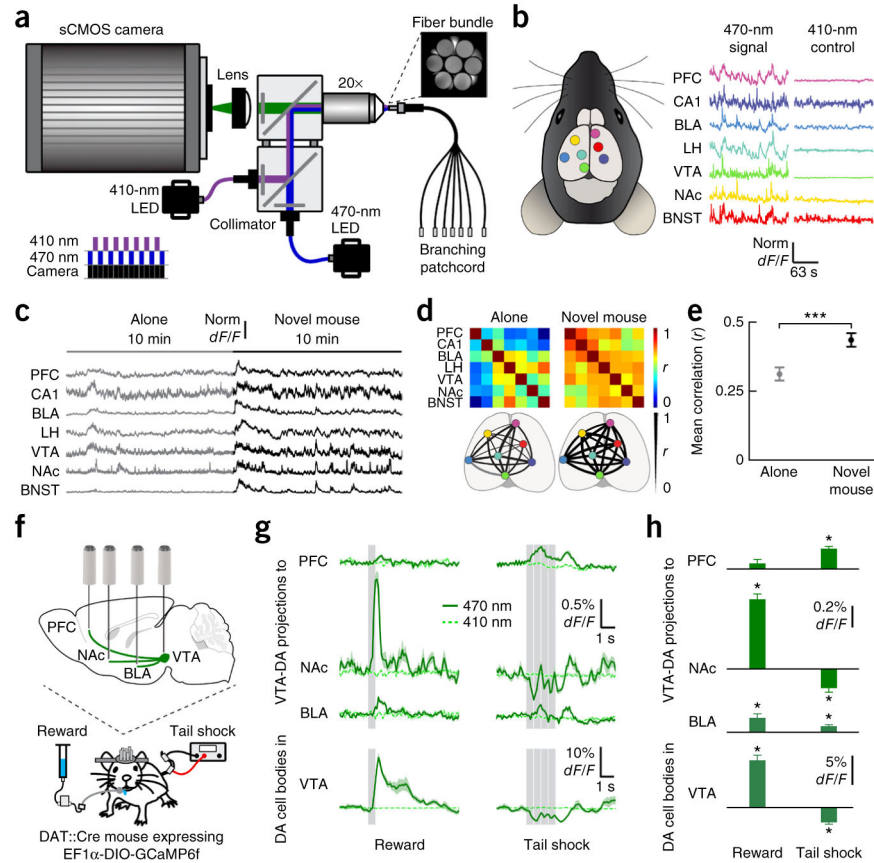 a
sCMOS camera
Lens
20×
Fiber bundle
410-nm
LED
Collimator
470-nm
LED
Branching
patchcord
410 nm
470 nm
Camera
b
470-nm
signal
410-nm
control
PFC
CA1
BLA
LH
VTA
NAc
BNST
Norm
dF/F
63 s
c
Alone
10 min
Norm
dF/F
Novel mouse
10 min
PFC
CA1
BLA
LH
VTA
NAc
BNST
d
Alone
Novel mouse
PFC
CA1
BLA
LH
VTA
NAc
BNST
1
r
0
1
r
0
e
Mean correlation (r)
0.5
0.25
0
***
Alone
Novel
mouse
f
PFC
NAc
BLA
VTA
Reward
Tail shock
DAT::Cre mouse expressing
EF1α-DIO-GCaMP6f
g
VTA-DA projections to
DA cell bodies in
PFC
NAc
BLA
VTA
470 nm
410 nm
0.5%
dF/F
1 s
10%
dF/F
1 s
Reward
Tail shock
h
VTA-DA projections to
DA cell bodies in
PFC
NAc
BLA
VTA
*
*
*
*
*
*
*
0.2%
dF/F
5%
dF/F
Reward
Tail shock